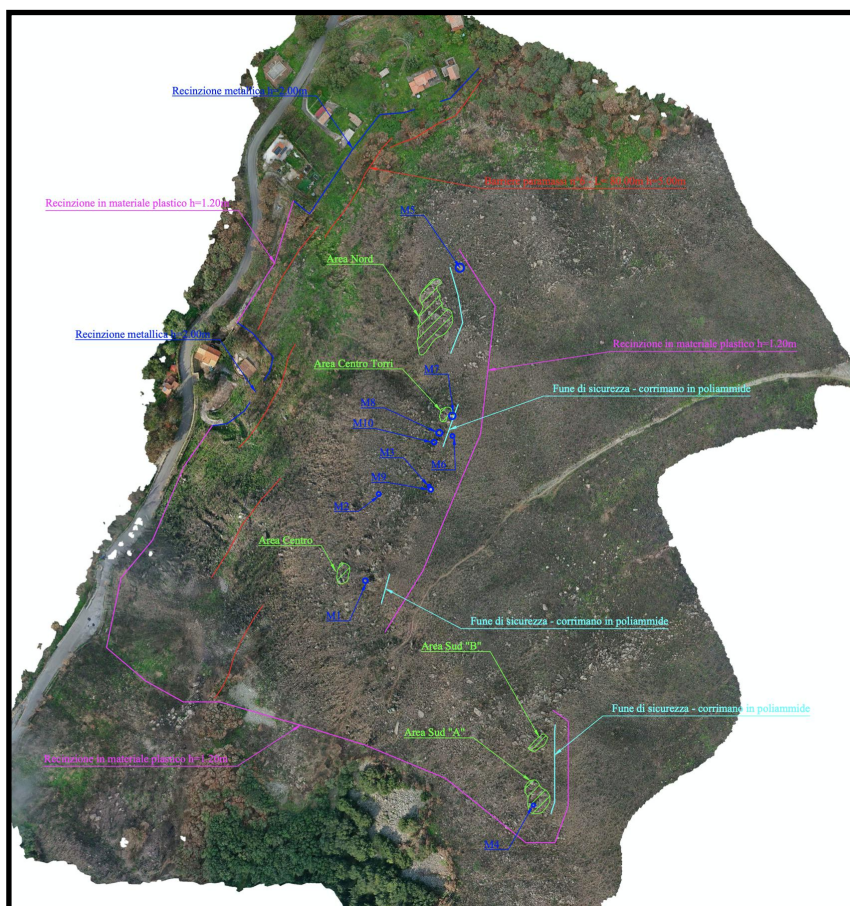 Recinzione metallica h=2.00m
Recinzione in materiale plastico h=1.20m
M5
Area Nord
Recinzione metallica h=2.00m
Recinzione in materiale plastico h=1.20m
Area Centro Torri
M7
Fune di sicurezza - corrimano in poliammide
M8
M10
M6
M3
M9
M2
Area Centro
M1
Fune di sicurezza - corrimano in poliammide
Area Sud "B"
Fune di sicurezza - corrimano in poliammide
Area Sud "A"
Recinzione in materiale plastico h=1.20m
M4